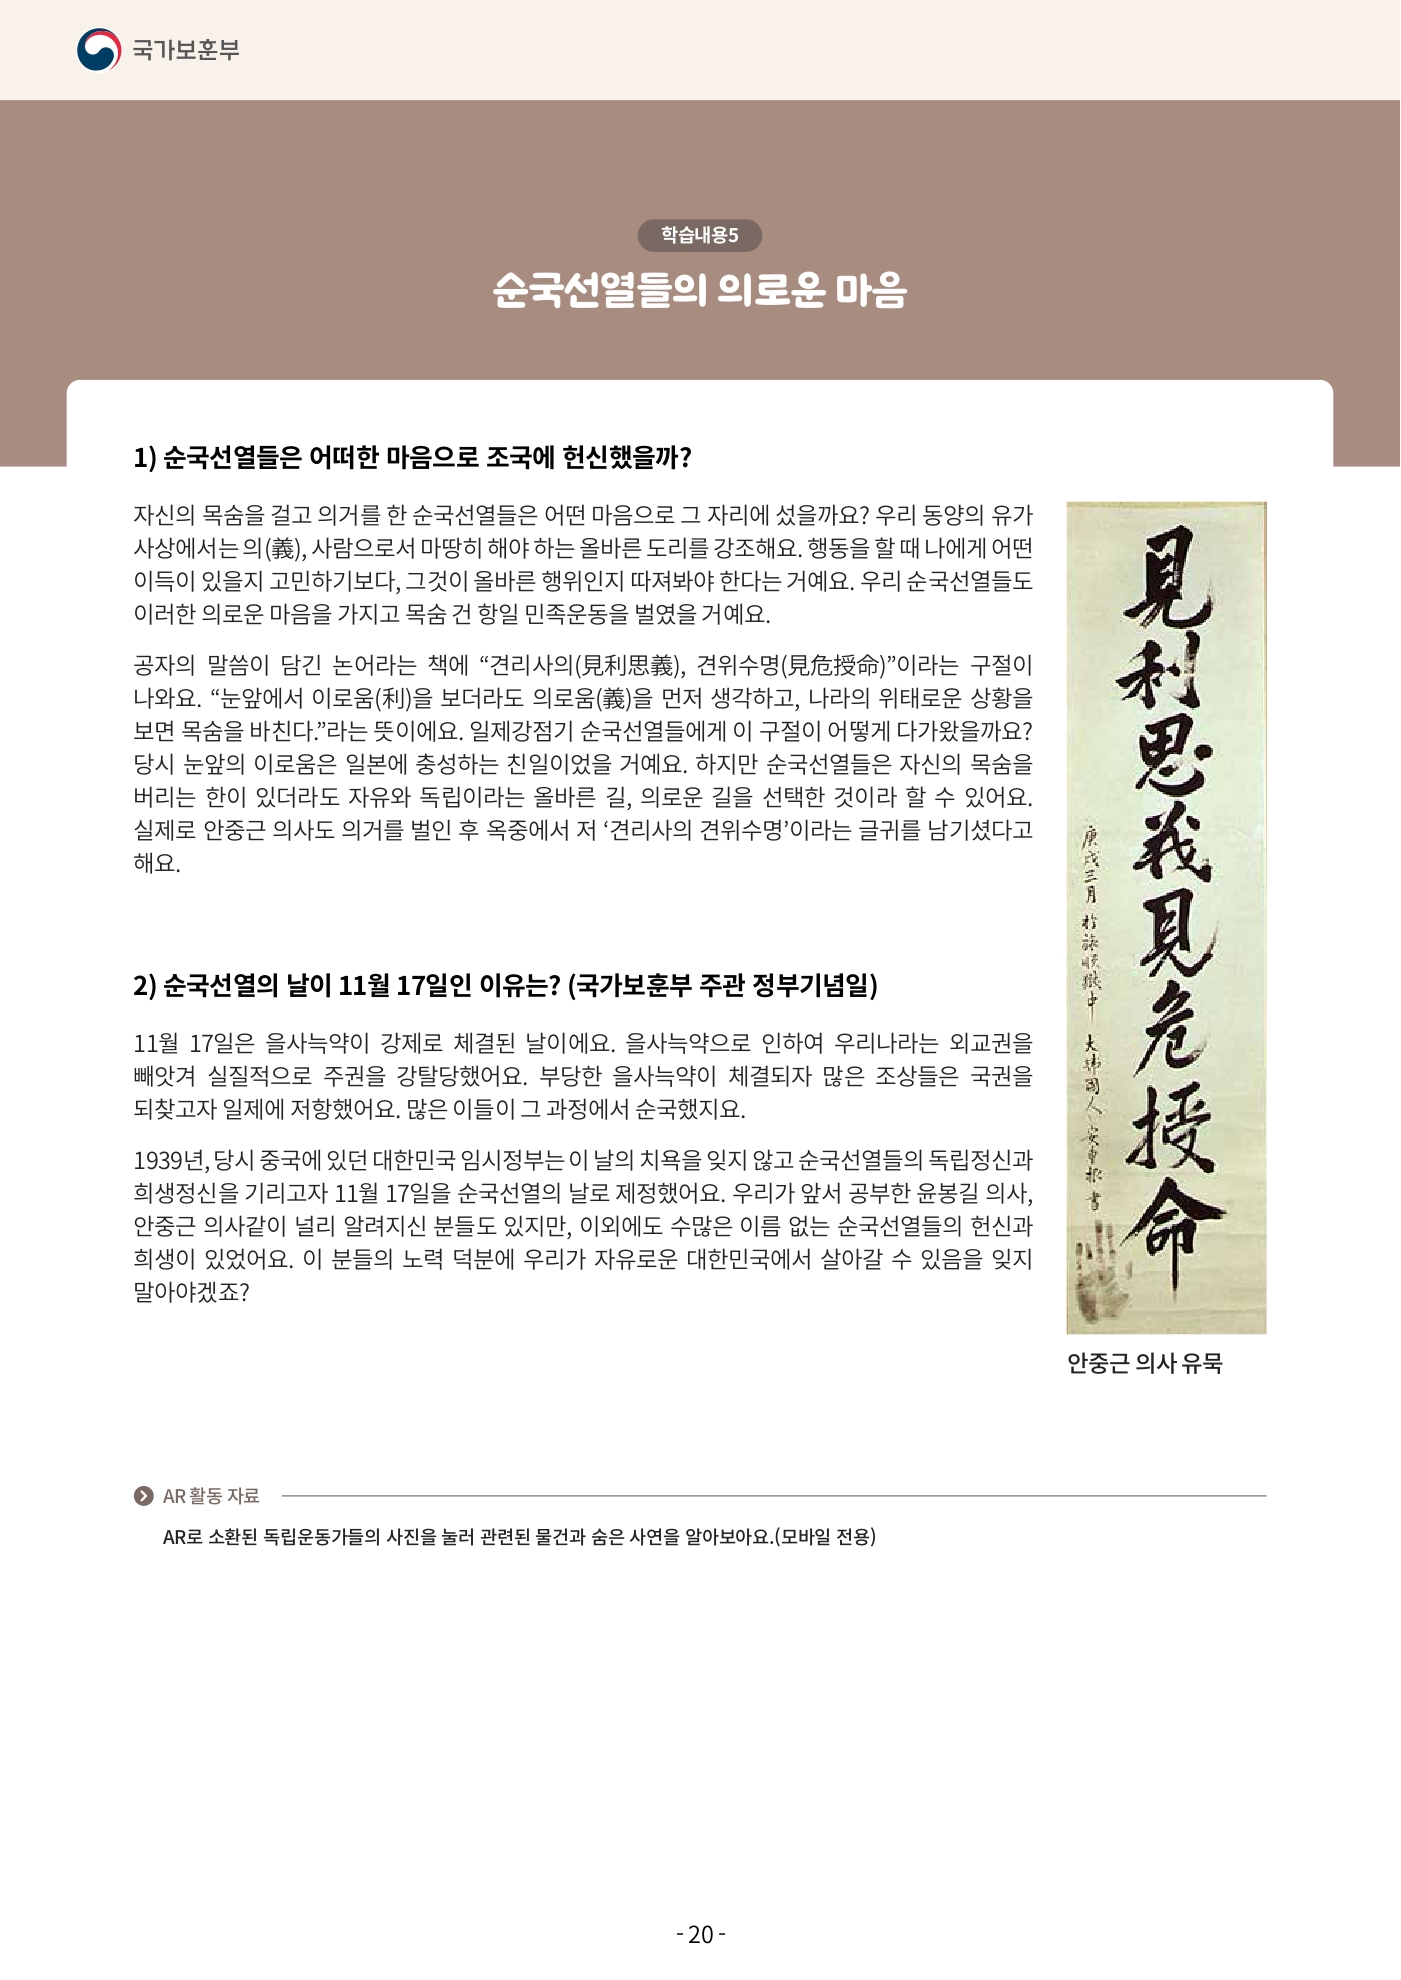 국가보훈부
학습내용5
순국선열들의 의로운 마음
1) 순국선열들은 어떠한 마음으로 조국에 헌신했을까?
자신의 목숨을 걸고 의거를 한 순국선열들은 어떤 마음으로 그 자리에 섰을까요? 우리 동양의 유가
사상에서는 의(義), 사람으로서 마땅히 해야 하는 올바른 도리를 강조해요. 행동을 할 때 나에게 어떤
이득이 있을지 고민하기보다, 그것이 올바른 행위인지 따져봐야 한다는 거예요. 우리 순국선열들도
이러한 의로운 마음을 가지고 목숨 건 항일 민족운동을 벌였을 거예요.
공자의 말씀이 담긴 논어라는 책에 “견리사의(見利思義), 견위수명(見危授命)”이라는 구절이
나와요. “눈앞에서 이로움(利)을 보더라도 의로움(義)을 먼저 생각하고, 나라의 위태로운 상황을
보면 목숨을 바친다.”라는 뜻이에요. 일제강점기 순국선열들에게 이 구절이 어떻게 다가왔을까요?
당시 눈앞의 이로움은 일본에 충성하는 친일이었을 거예요. 하지만 순국선열들은 자신의 목숨을
버리는 한이 있더라도 자유와 독립이라는 올바른 길, 의로운 길을 선택한 것이라 할 수 있어요.
실제로 안중근 의사도 의거를 벌인 후 옥중에서 저 ‘견리사의 견위수명’이라는 글귀를 남기셨다고
해요.
2) 순국선열의 날이 11월 17일인 이유는? (국가보훈부 주관 정부기념일)
11월 17일은 을사늑약이 강제로 체결된 날이에요. 을사늑약으로 인하여 우리나라는 외교권을
빼앗겨 실질적으로 주권을 강탈당했어요. 부당한 을사늑약이 체결되자 많은 조상들은 국권을
되찾고자 일제에 저항했어요. 많은 이들이 그 과정에서 순국했지요.
1939년, 당시 중국에 있던 대한민국 임시정부는 이 날의 치욕을 잊지 않고 순국선열들의 독립정신과
희생정신을 기리고자 11월 17일을 순국선열의 날로 제정했어요. 우리가 앞서 공부한 윤봉길 의사,
안중근 의사같이 널리 알려지신 분들도 있지만, 이외에도 수많은 이름 없는 순국선열들의 헌신과
희생이 있었어요. 이 분들의 노력 덕분에 우리가 자유로운 대한민국에서 살아갈 수 있음을 잊지
말아야겠죠?
見利思義見危授命
庚戌三月 於旅順獄中 大韓國人 安重根 書
안중근 의사 유묵
AR 활동 자료
AR로 소환된 독립운동가들의 사진을 눌러 관련된 물건과 숨은 사연을 알아보아요.(모바일 전용)
- 20 -